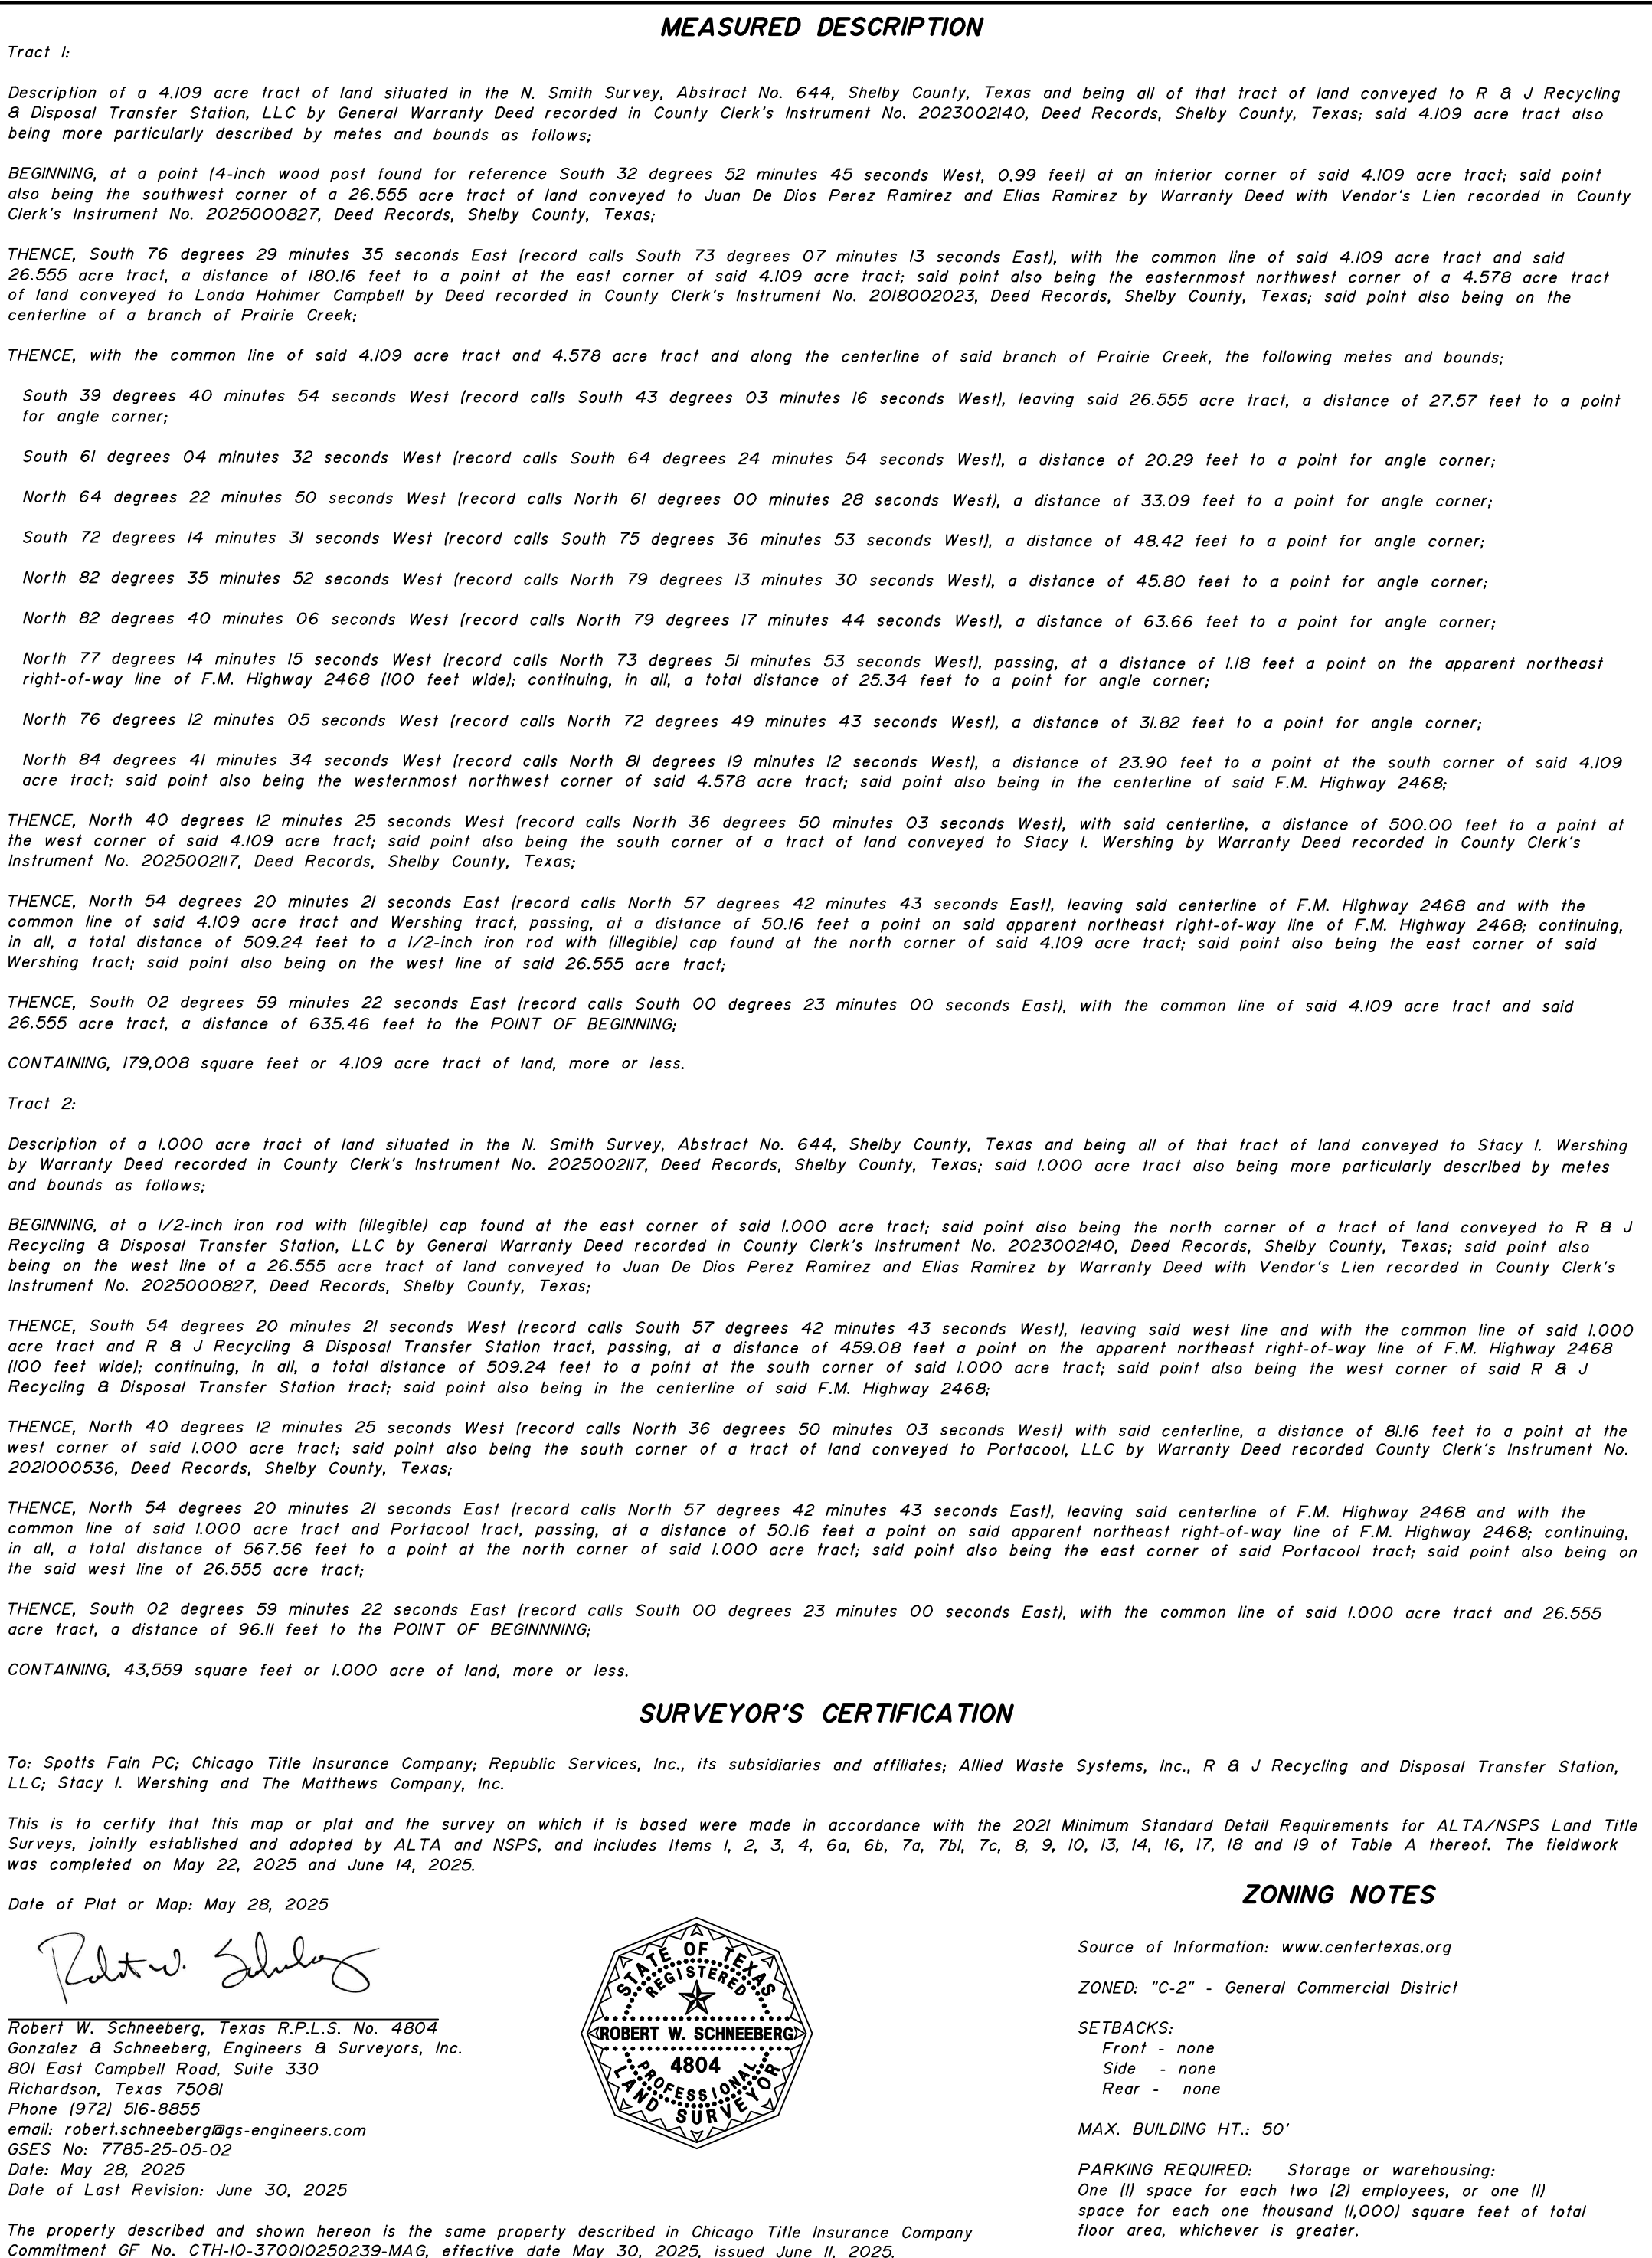 MEASURED DESCRIPTION
Tract 1:
Description of a 4.109 acre tract of land situated in the N. Smith Survey, Abstract No. 644, Shelby County, Texas and being all of that tract of land conveyed to R & J Recycling
& Disposal Transfer Station, LLC by General Warranty Deed recorded in County Clerk's Instrument No. 2023002140, Deed Records, Shelby County, Texas; said 4.109 acre tract also
being more particularly described by metes and bounds as follows;
BEGINNING, at a point (4-inch wood post found for reference South 32 degrees 52 minutes 45 seconds West, 0.99 feet) at an interior corner of said 4.109 acre tract; said point
also being the southwest corner of a 26.555 acre tract of land conveyed to Juan De Dios Perez Ramirez and Elias Ramirez by Warranty Deed with Vendor's Lien recorded in County
Clerk's Instrument No. 2025000827, Deed Records, Shelby County, Texas;
THENCE, South 76 degrees 29 minutes 35 seconds East (record calls South 73 degrees 07 minutes 13 seconds East), with the common line of said 4.109 acre tract and said
26.555 acre tract, a distance of 180.16 feet to a point at the east corner of said 4.109 acre tract; said point also being the easternmost northwest corner of a 4.578 acre tract
of land conveyed to Londa Hohimer Campbell by Deed recorded in County Clerk's Instrument No. 2018002023, Deed Records, Shelby County, Texas; said point also being on the
centerline of a branch of Prairie Creek;
THENCE, with the common line of said 4.109 acre tract and 4.578 acre tract and along the centerline of said branch of Prairie Creek, the following metes and bounds;
South 39 degrees 40 minutes 54 seconds West (record calls South 43 degrees 03 minutes 16 seconds West), leaving said 26.555 acre tract, a distance of 27.57 feet to a point
for angle corner;
South 61 degrees 04 minutes 32 seconds West (record calls South 64 degrees 24 minutes 54 seconds West), a distance of 20.29 feet to a point for angle corner;
North 64 degrees 22 minutes 50 seconds West (record calls North 61 degrees 00 minutes 28 seconds West), a distance of 33.09 feet to a point for angle corner;
South 72 degrees 14 minutes 31 seconds West (record calls South 75 degrees 36 minutes 53 seconds West), a distance of 48.42 feet to a point for angle corner;
North 82 degrees 35 minutes 52 seconds West (record calls North 79 degrees 13 minutes 30 seconds West), a distance of 45.80 feet to a point for angle corner;
North 82 degrees 40 minutes 06 seconds West (record calls North 79 degrees 17 minutes 44 seconds West), a distance of 63.66 feet to a point for angle corner;
North 77 degrees 14 minutes 15 seconds West (record calls North 73 degrees 51 minutes 53 seconds West), passing, at a distance of 1.18 feet a point on the apparent northeast
right-of-way line of F.M. Highway 2468 (100 feet wide); continuing, in all, a total distance of 25.34 feet to a point for angle corner;
North 76 degrees 12 minutes 05 seconds West (record calls North 72 degrees 49 minutes 43 seconds West), a distance of 31.82 feet to a point for angle corner;
North 84 degrees 41 minutes 34 seconds West (record calls North 81 degrees 19 minutes 12 seconds West), a distance of 23.90 feet to a point at the south corner of said 4.109
acre tract; said point also being the westernmost northwest corner of said 4.578 acre tract; said point also being in the centerline of said F.M. Highway 2468;
THENCE, North 40 degrees 12 minutes 25 seconds West (record calls North 36 degrees 50 minutes 03 seconds West), with said centerline, a distance of 500.00 feet to a point at
the west corner of said 4.109 acre tract; said point also being the south corner of a tract of land conveyed to Stacy I. Wershing by Warranty Deed recorded in County Clerk's
Instrument No. 2025002117, Deed Records, Shelby County, Texas;
THENCE, North 54 degrees 20 minutes 21 seconds East (record calls North 57 degrees 42 minutes 43 seconds East), leaving said centerline of F.M. Highway 2468 and with the
common line of said 4.109 acre tract and Wershing tract, passing, at a distance of 50.16 feet a point on said apparent northeast right-of-way line of F.M. Highway 2468; continuing,
in all, a total distance of 509.24 feet to a 1/2-inch iron rod with (illegible) cap found at the north corner of said 4.109 acre tract; said point also being the east corner of said
Wershing tract; said point also being on the west line of said 26.555 acre tract;
THENCE, South 02 degrees 59 minutes 22 seconds East (record calls South 00 degrees 23 minutes 00 seconds East), with the common line of said 4.109 acre tract and said
26.555 acre tract, a distance of 635.46 feet to the POINT OF BEGINNING;
CONTAINING, 179,008 square feet or 4.109 acre tract of land, more or less.
Tract 2:
Description of a 1.000 acre tract of land situated in the N. Smith Survey, Abstract No. 644, Shelby County, Texas and being all of that tract of land conveyed to Stacy I. Wershing
by Warranty Deed recorded in County Clerk's Instrument No. 2025002117, Deed Records, Shelby County, Texas; said 1.000 acre tract also being more particularly described by metes
and bounds as follows;
BEGINNING, at a 1/2-inch iron rod with (illegible) cap found at the east corner of said 1.000 acre tract; said point also being the north corner of a tract of land conveyed to R & J
Recycling & Disposal Transfer Station, LLC by General Warranty Deed recorded in County Clerk's Instrument No. 2023002140, Deed Records, Shelby County, Texas; said point also
being on the west line of a 26.555 acre tract of land conveyed to Juan De Dios Perez Ramirez and Elias Ramirez by Warranty Deed with Vendor's Lien recorded in County Clerk's
Instrument No. 2025000827, Deed Records, Shelby County, Texas;
THENCE, South 54 degrees 20 minutes 21 seconds West (record calls South 57 degrees 42 minutes 43 seconds West), leaving said west line and with the common line of said 1.000
acre tract and R & J Recycling & Disposal Transfer Station tract, passing, at a distance of 459.08 feet a point on the apparent northeast right-of-way line of F.M. Highway 2468
(100 feet wide); continuing, in all, a total distance of 509.24 feet to a point at the south corner of said 1.000 acre tract; said point also being the west corner of said R & J
Recycling & Disposal Transfer Station tract; said point also being in the centerline of said F.M. Highway 2468;
THENCE, North 40 degrees 12 minutes 25 seconds West (record calls North 36 degrees 50 minutes 03 seconds West) with said centerline, a distance of 81.16 feet to a point at the
west corner of said 1.000 acre tract; said point also being the south corner of a tract of land conveyed to Portacool, LLC by Warranty Deed recorded County Clerk's Instrument No.
2021000536, Deed Records, Shelby County, Texas;
THENCE, North 54 degrees 20 minutes 21 seconds East (record calls North 57 degrees 42 minutes 43 seconds East), leaving said centerline of F.M. Highway 2468 and with the
common line of said 1.000 acre tract and Portacool tract, passing, at a distance of 50.16 feet a point on said apparent northeast right-of-way line of F.M. Highway 2468; continuing,
in all, a total distance of 567.56 feet to a point at the north corner of said 1.000 acre tract; said point also being the east corner of said Portacool tract; said point also being on
the said west line of 26.555 acre tract;
THENCE, South 02 degrees 59 minutes 22 seconds East (record calls South 00 degrees 23 minutes 00 seconds East), with the common line of said 1.000 acre tract and 26.555
acre tract, a distance of 96.11 feet to the POINT OF BEGINNNING;
CONTAINING, 43,559 square feet or 1.000 acre of land, more or less.
SURVEYOR'S CERTIFICATION
To: Spotts Fain PC; Chicago Title Insurance Company; Republic Services, Inc., its subsidiaries and affiliates; Allied Waste Systems, Inc., R & J Recycling and Disposal Transfer Station,
LLC; Stacy I. Wershing and The Matthews Company, Inc.
This is to certify that this map or plat and the survey on which it is based were made in accordance with the 2021 Minimum Standard Detail Requirements for ALTA/NSPS Land Title
Surveys, jointly established and adopted by ALTA and NSPS, and includes Items 1, 2, 3, 4, 6a, 6b, 7a, 7b1, 7c, 8, 9, 10, 13, 14, 16, 17, 18 and 19 of Table A thereof. The fieldwork
was completed on May 22, 2025 and June 14, 2025.
Date of Plat or Map: May 28, 2025
Robert W. Schneeberg, Texas R.P.L.S. No. 4804
Gonzalez & Schneeberg, Engineers & Surveyors, Inc.
801 East Campbell Road, Suite 330
Richardson, Texas 75081
Phone (972) 516-8855
email: robert.schneeberg@gs-engineers.com
GSES No: 7785-25-05-02
Date: May 28, 2025
Date of Last Revision: June 30, 2025
The property described and shown hereon is the same property described in Chicago Title Insurance Company
Commitment GF No. CTH-10-370010250239-MAG, effective date May 30, 2025, issued June 11, 2025.
STATE OF TEXAS
REGISTERED
ROBERT W. SCHNEEBERG
4804
PROFESSIONAL
LAND SURVEYOR
ZONING NOTES
Source of Information: www.centertexas.org
ZONED: "C-2" - General Commercial District
SETBACKS:
Front - none
Side - none
Rear - none
MAX. BUILDING HT.: 50'
PARKING REQUIRED: Storage or warehousing:
One (1) space for each two (2) employees, or one (1)
space for each one thousand (1,000) square feet of total
floor area, whichever is greater.